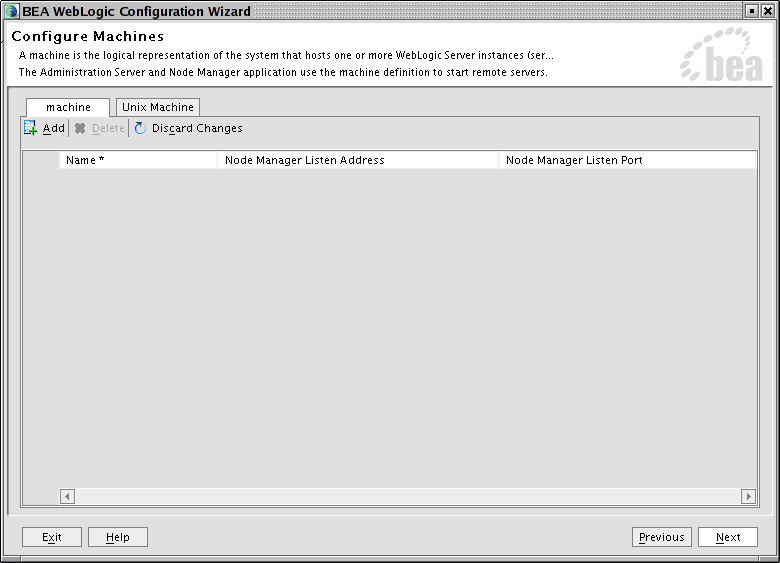 BEA WebLogic Configuration Wizard
Configure Machines
A machine is the logical representation of the system that hosts one or more WebLogic Server instances (ser...
The Administration Server and Node Manager application use the machine definition to start remote servers.
bea
machine Unix Machine
Add Delete Discard Changes
Name * Node Manager Listen Address Node Manager Listen Port
Exit Help Previous Next